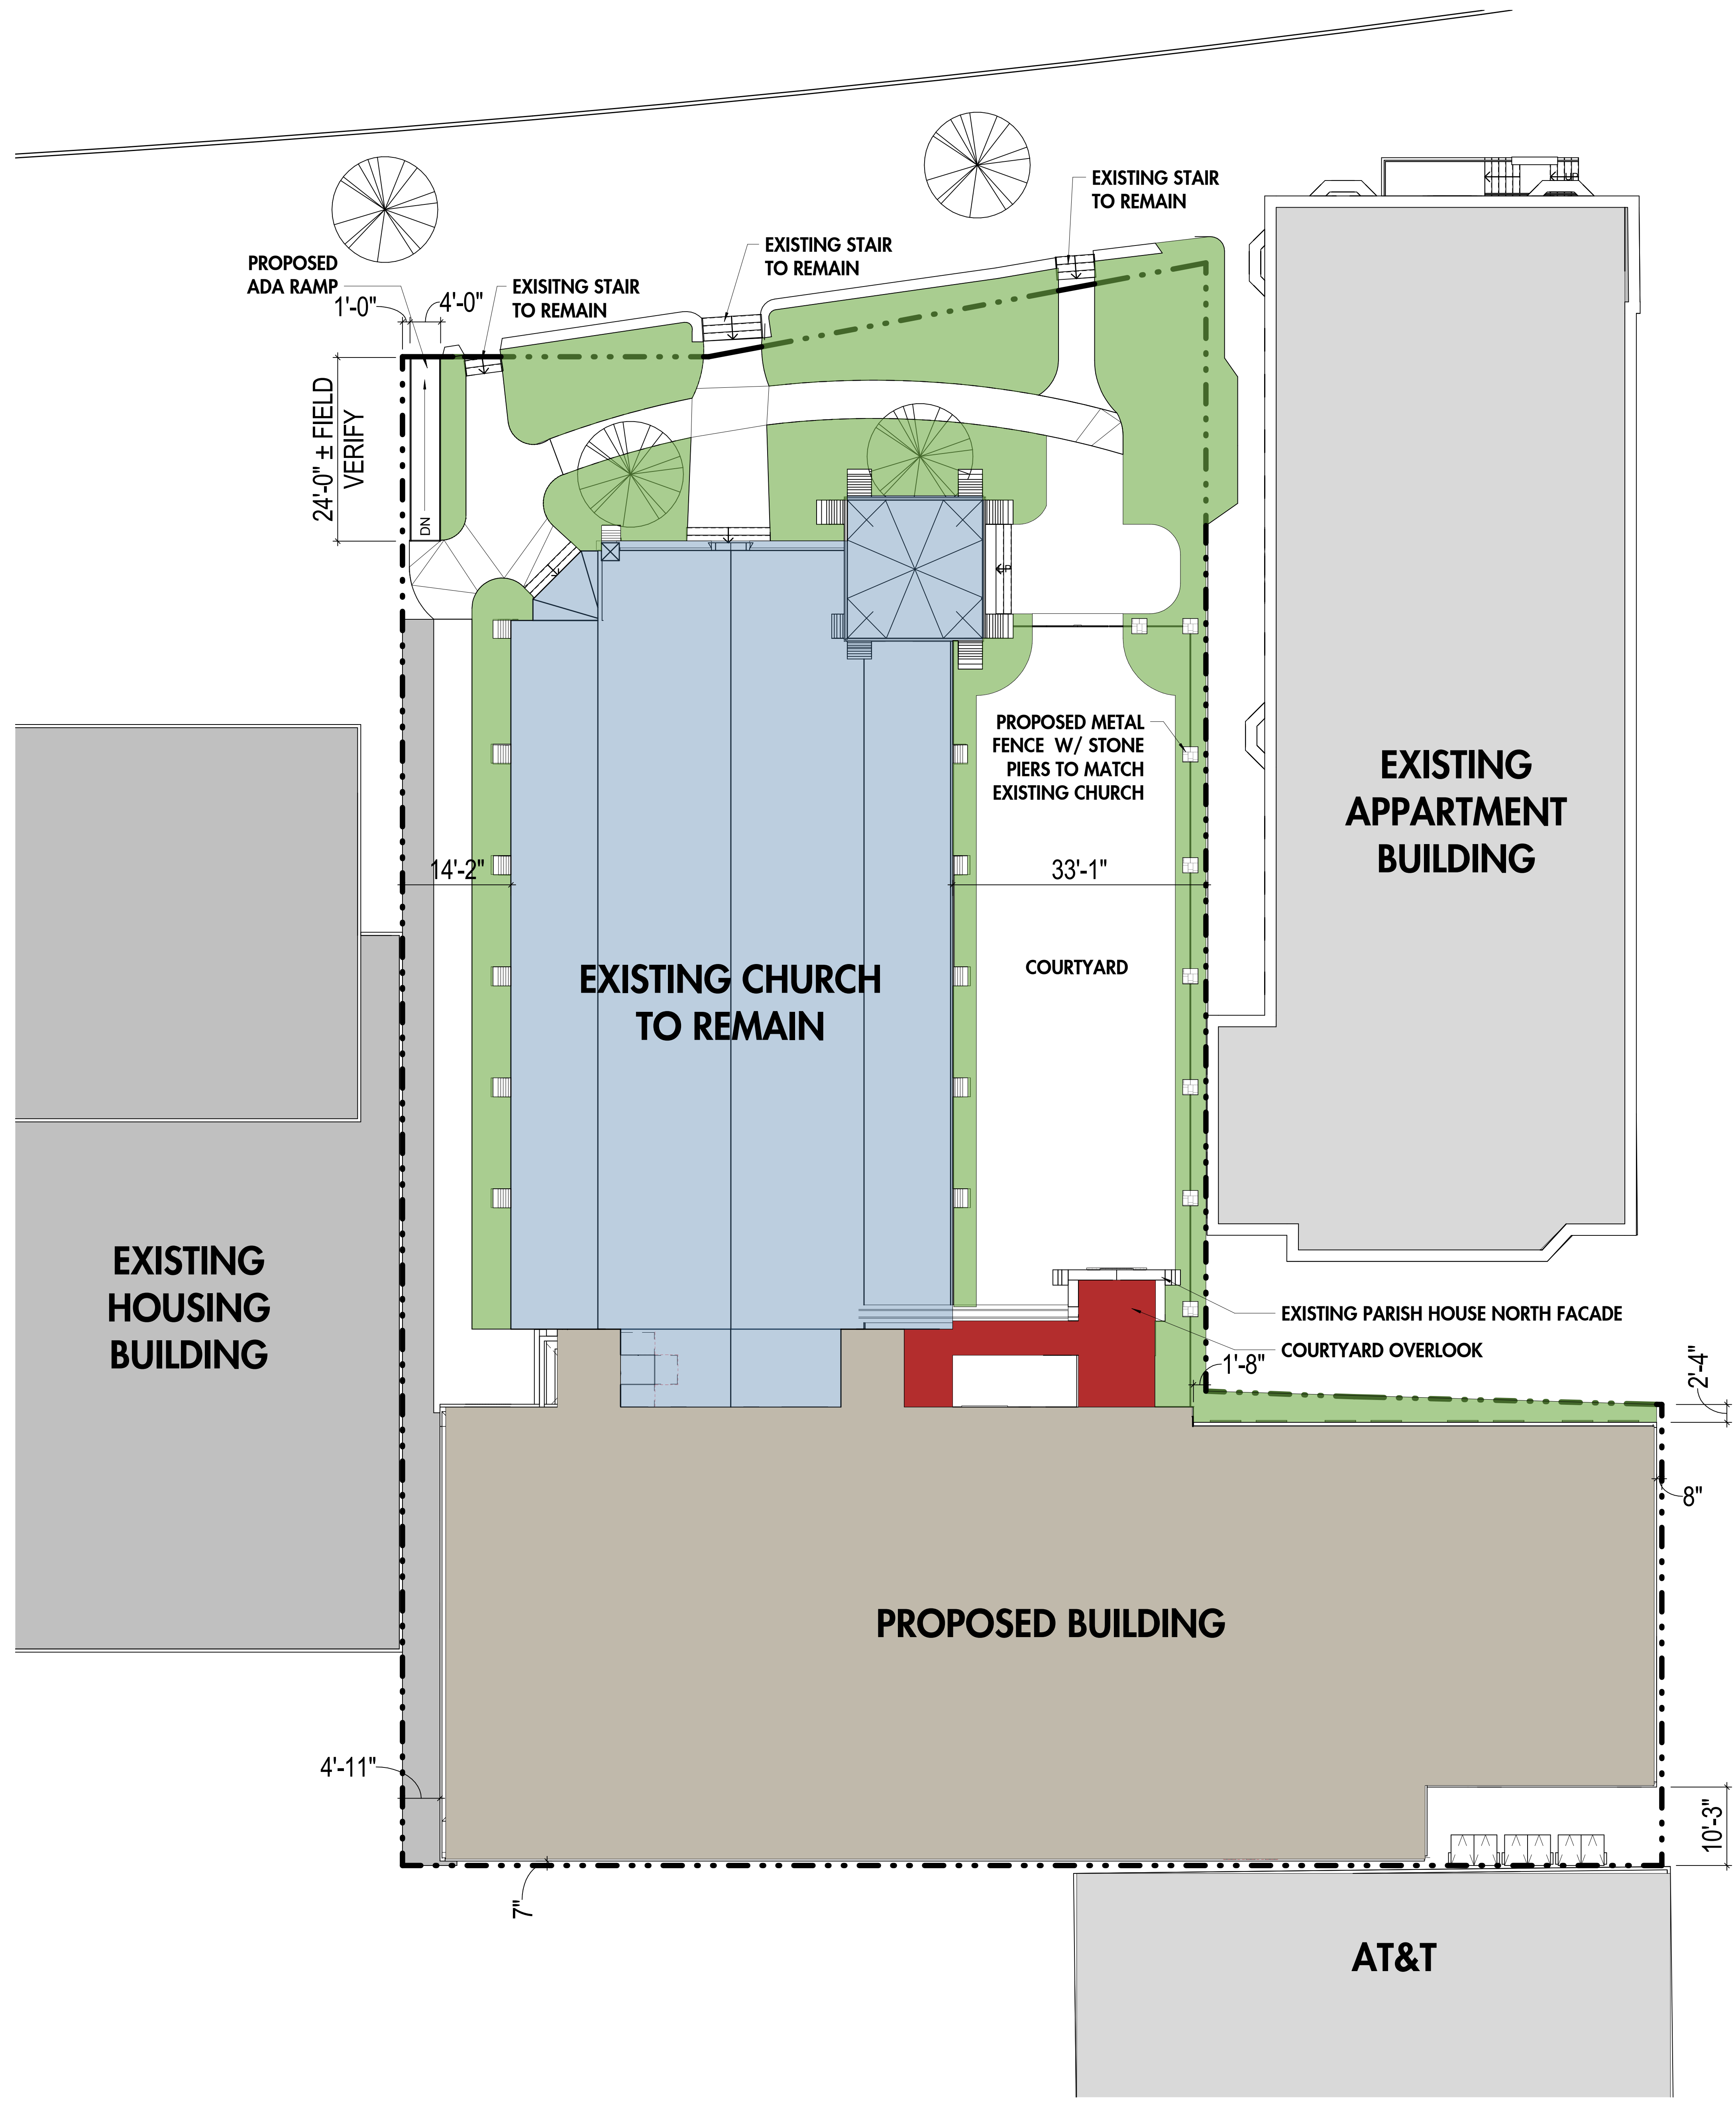 EXISTING STAIR
TO REMAIN
UP
EXISTING STAIR
TO REMAIN
PROPOSED
ADA RAMP
EXISITNG STAIR
TO REMAIN
1'-0"
4'-0"
24'-0" ± FIELD
VERIFY
DN
UP
PROPOSED METAL
FENCE W/ STONE
PIERS TO MATCH
EXISTING CHURCH
EXISTING
APPARTMENT
BUILDING
14'-2"
33'-1"
EXISTING CHURCH
TO REMAIN
COURTYARD
EXISTING
HOUSING
BUILDING
EXISTING PARISH HOUSE NORTH FACADE
COURTYARD OVERLOOK
1'-8"
2'-4"
8"
PROPOSED BUILDING
4'-11"
10'-3"
7"
AT&T